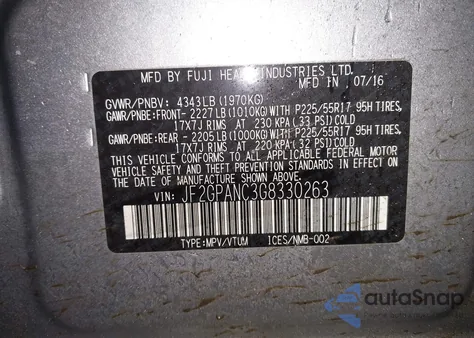 MFD BY FUJI HEAVY INDUSTRIES LTD.
MFD IN 07/16
GVWR/PNBV: 4343LB (1970KG)
GAWR/PNBE:FRONT- 2227LB(1010KG)WITH P225/55R17 95H TIRES,
17X7J RIMS AT 230 KPA (33 PSI) COLD
GAWR/PNBE:REAR - 2205LB(1000KG)WITH P225/55R17 95H TIRES,
17X7J RIMS AT 220 KPA (32 PSI) COLD
THIS VEHICLE CONFORMS TO ALL APPLICABLE FEDERAL MOTOR
VEHICLE SAFETY AND THEFT PREVENTION STANDARDS
IN EFFECT ON THE DATE OF MANUFACTURE SHOWN ABOVE.
VIN: JF2GPANC3G8330263
TYPE:MPV/VTUM ICES/NMB-002
autaSnap